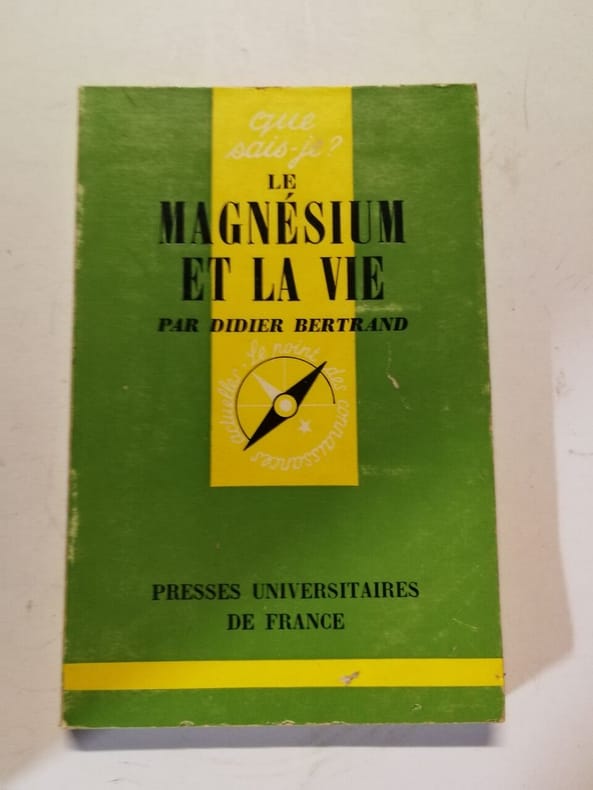 que
sais-je?
LE
MAGNÉSIUM
ET LA VIE
PAR DIDIER BERTRAND
le point des connaissances actuelles
PRESSES UNIVERSITAIRES
DE FRANCE